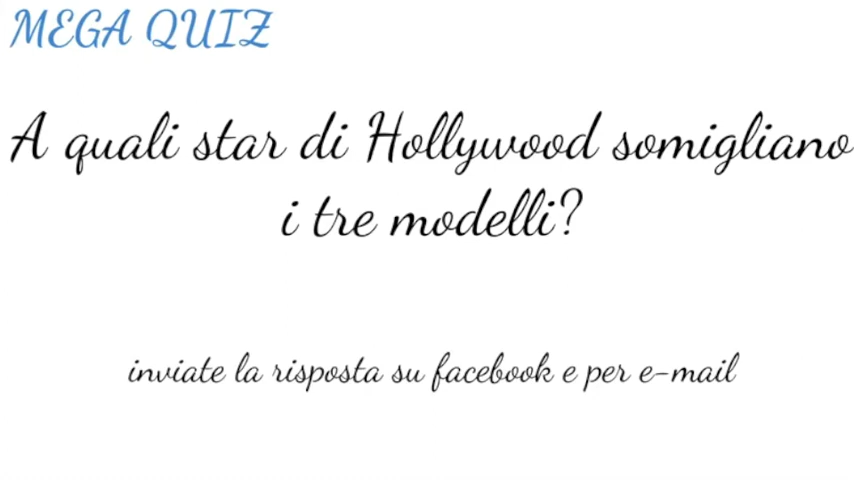 MEGA QUIZ
A quali star di Hollywood somigliano
i tre modelli?
inviate la risposta su facebook e per e-mail